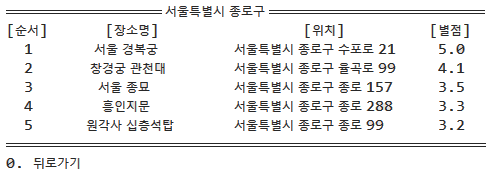 서울특별시 종로구
[순서] [장소명] [위치] [별점]
1 서울 경복궁 서울특별시 종로구 수포로 21 5.0
2 창경궁 관천대 서울특별시 종로구 율곡로 99 4.1
3 서울 종묘 서울특별시 종로구 종로 157 3.5
4 흥인지문 서울특별시 종로구 종로 288 3.3
5 원각사 십층석탑 서울특별시 종로구 종로 99 3.2
0. 뒤로가기